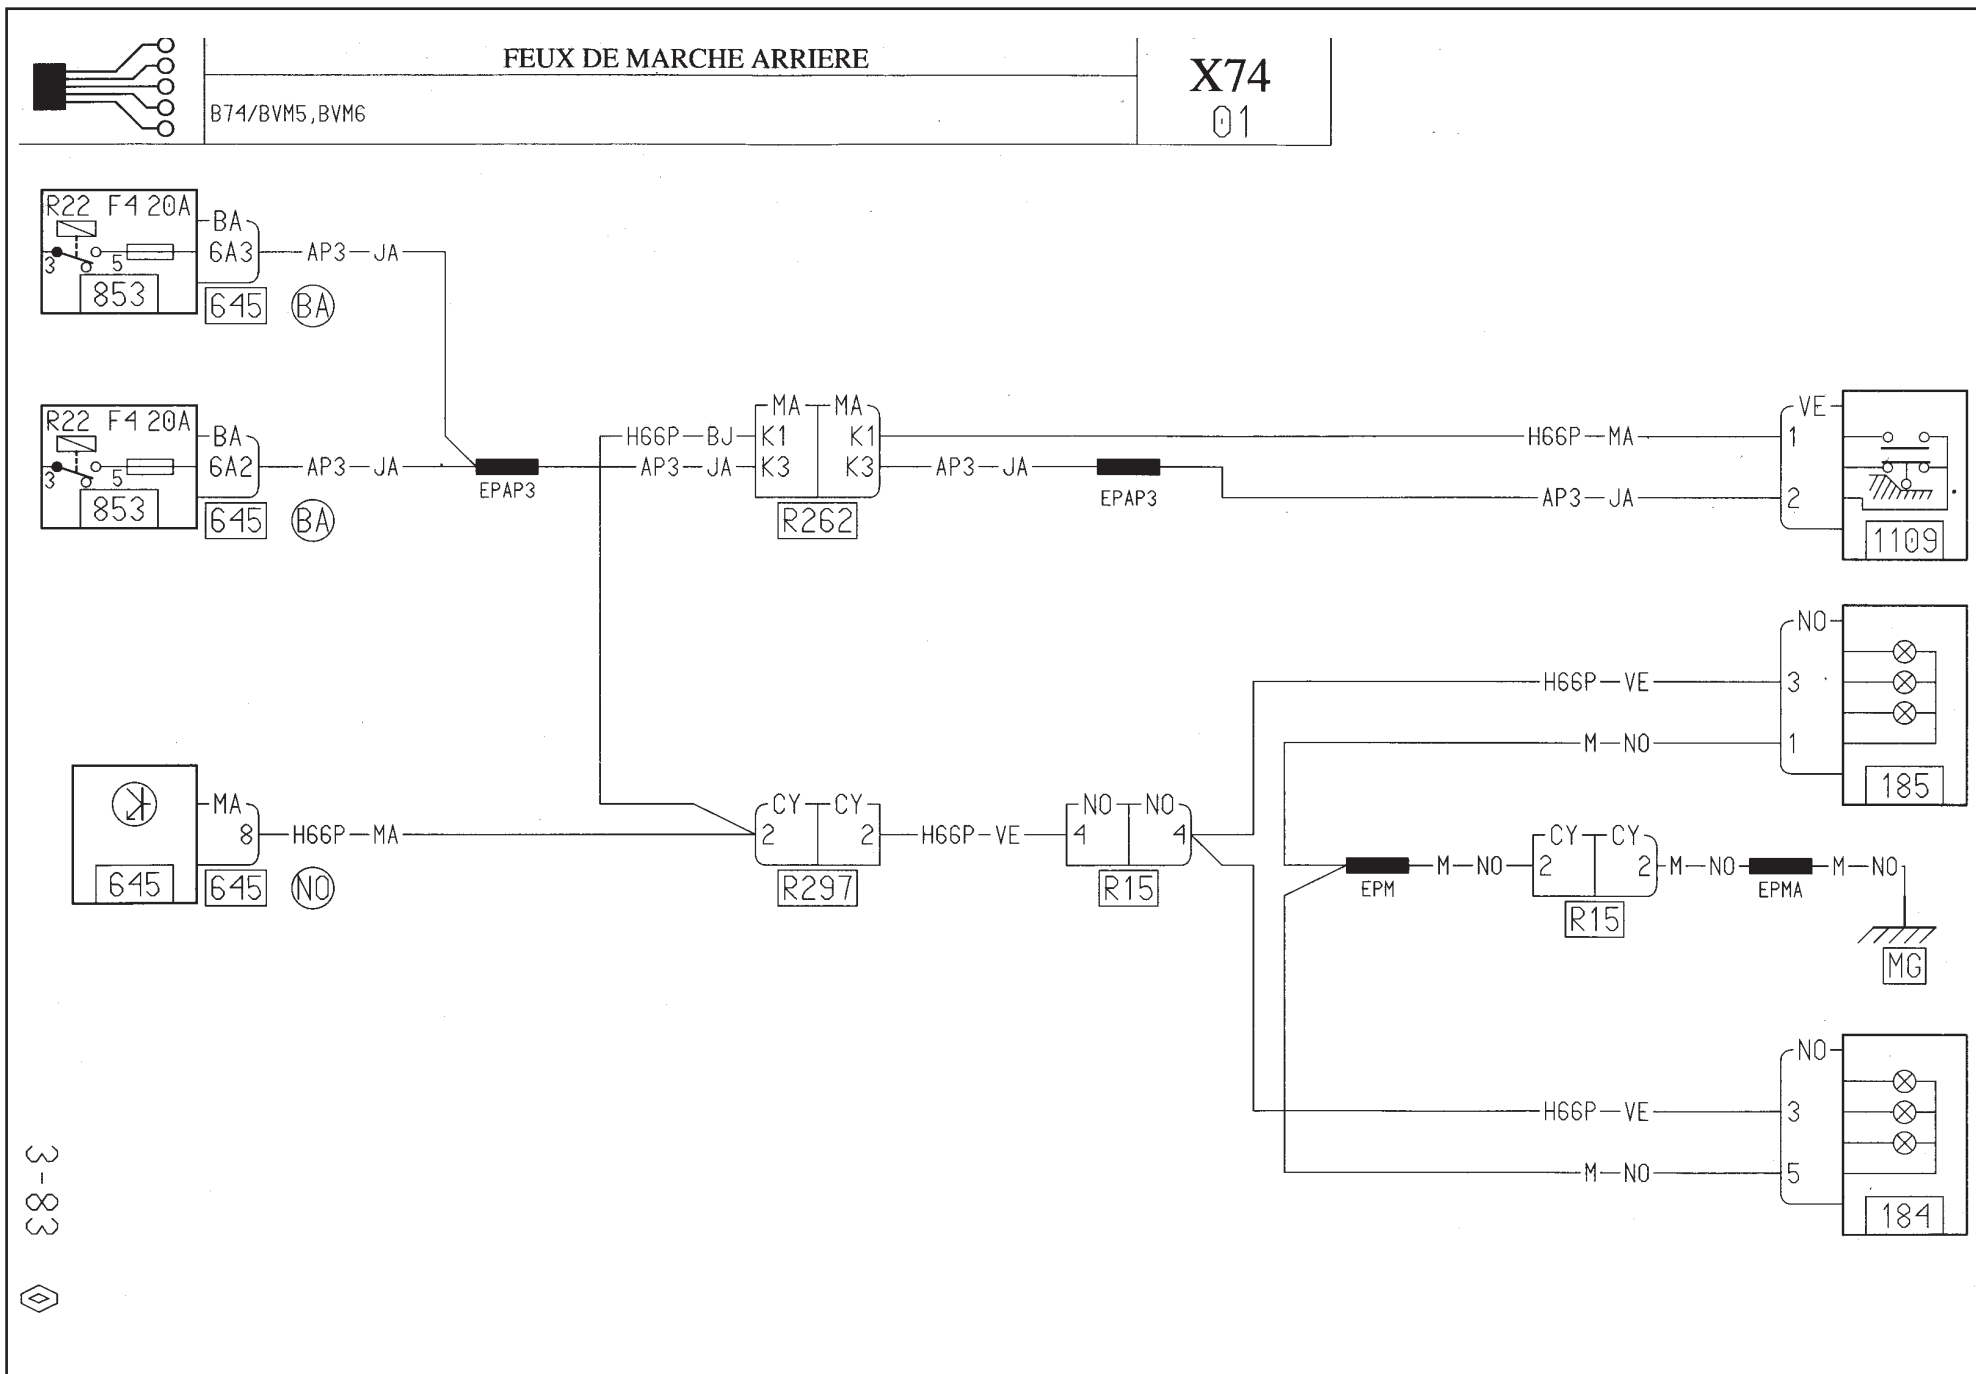 FEUX DE MARCHE ARRIERE
X74
B74/BVM5,BVM6
01
R22 F4 20A
BA
6A3 AP3-JA
3 5
853
645 BA
R22 F4 20A
BA
6A2 AP3-JA
3 5
853
645 BA
EPAP3
MA MA
H66P-BJ K1 K1 H66P-MA
AP3-JA K3 K3 AP3-JA
R262
EPAP3
VE
1
AP3-JA 2
1109
NO
H66P-VE 3
M-NO 1
185
MA
8 H66P-MA
645
645 NO
CY CY
2 2 H66P-VE
R297
NO NO
4 4
R15
EPM
M-NO
CY CY
2 2
R15
M-NO
EPMA
M-NO
MG
NO
H66P-VE 3
M-NO 5
184
3-83